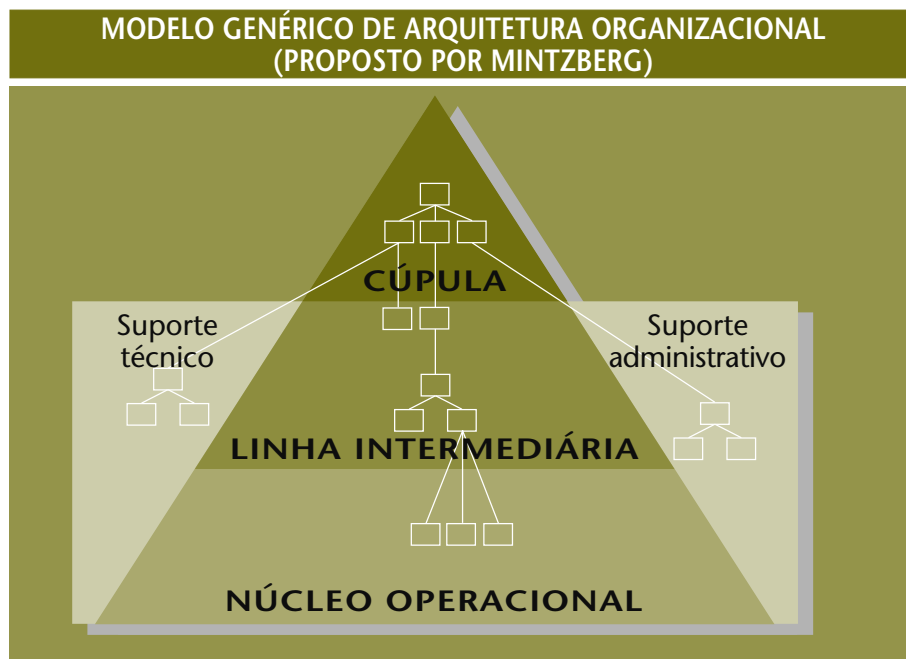 MODELO GENÉRICO DE ARQUITETURA ORGANIZACIONAL
(PROPOSTO POR MINTZBERG)
CÚPULA
Suporte
técnico
Suporte
administrativo
LINHA INTERMEDIÁRIA
NÚCLEO OPERACIONAL